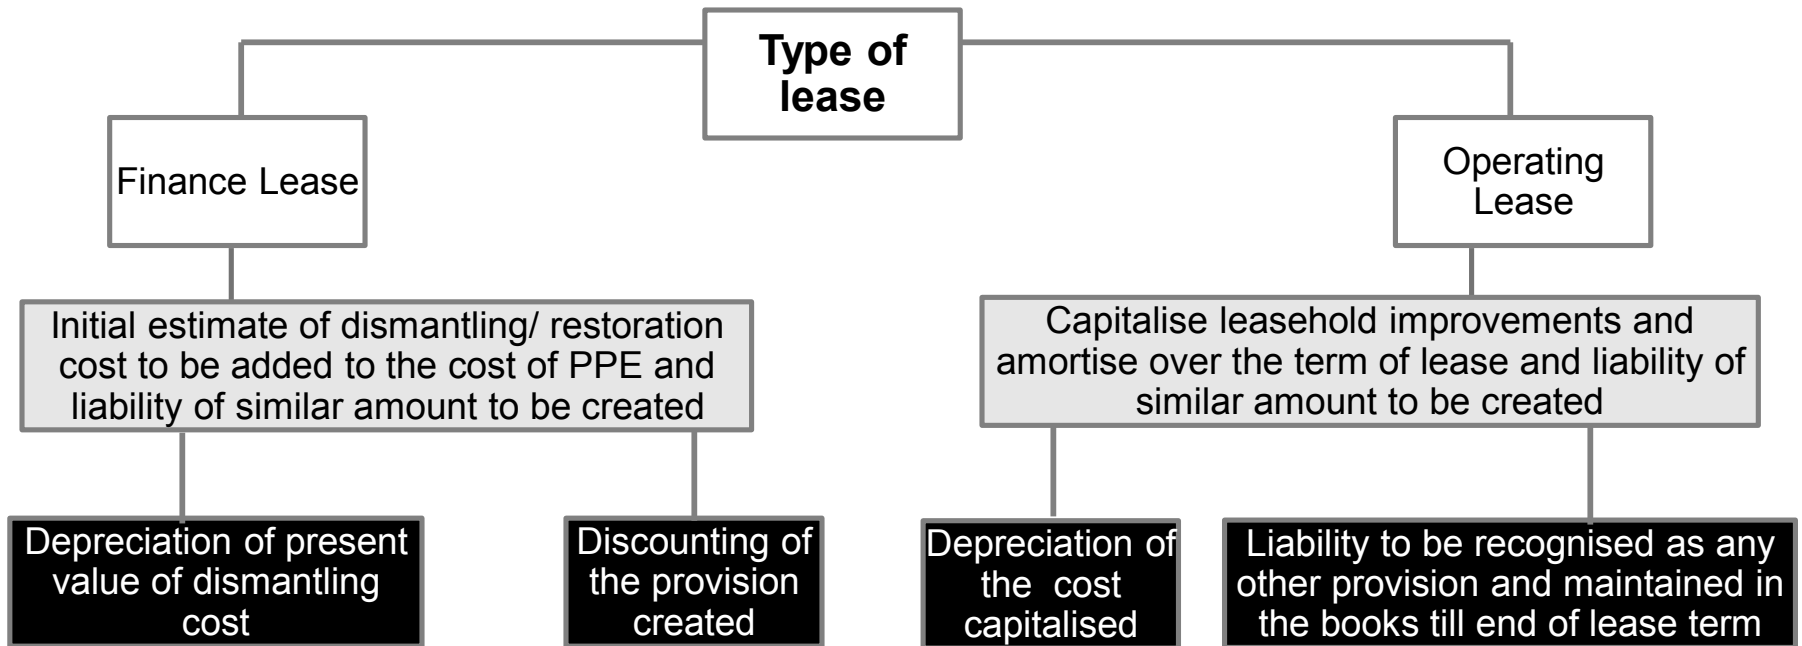 Type of
lease
Finance Lease
Operating
Lease
Initial estimate of dismantling/ restoration
cost to be added to the cost of PPE and
liability of similar amount to be created
Capitalise leasehold improvements and
amortise over the term of lease and liability of
similar amount to be created
Depreciation of present
value of dismantling
cost
Discounting of
the provision
created
Depreciation of
the cost
capitalised
Liability to be recognised as any
other provision and maintained in
the books till end of lease term